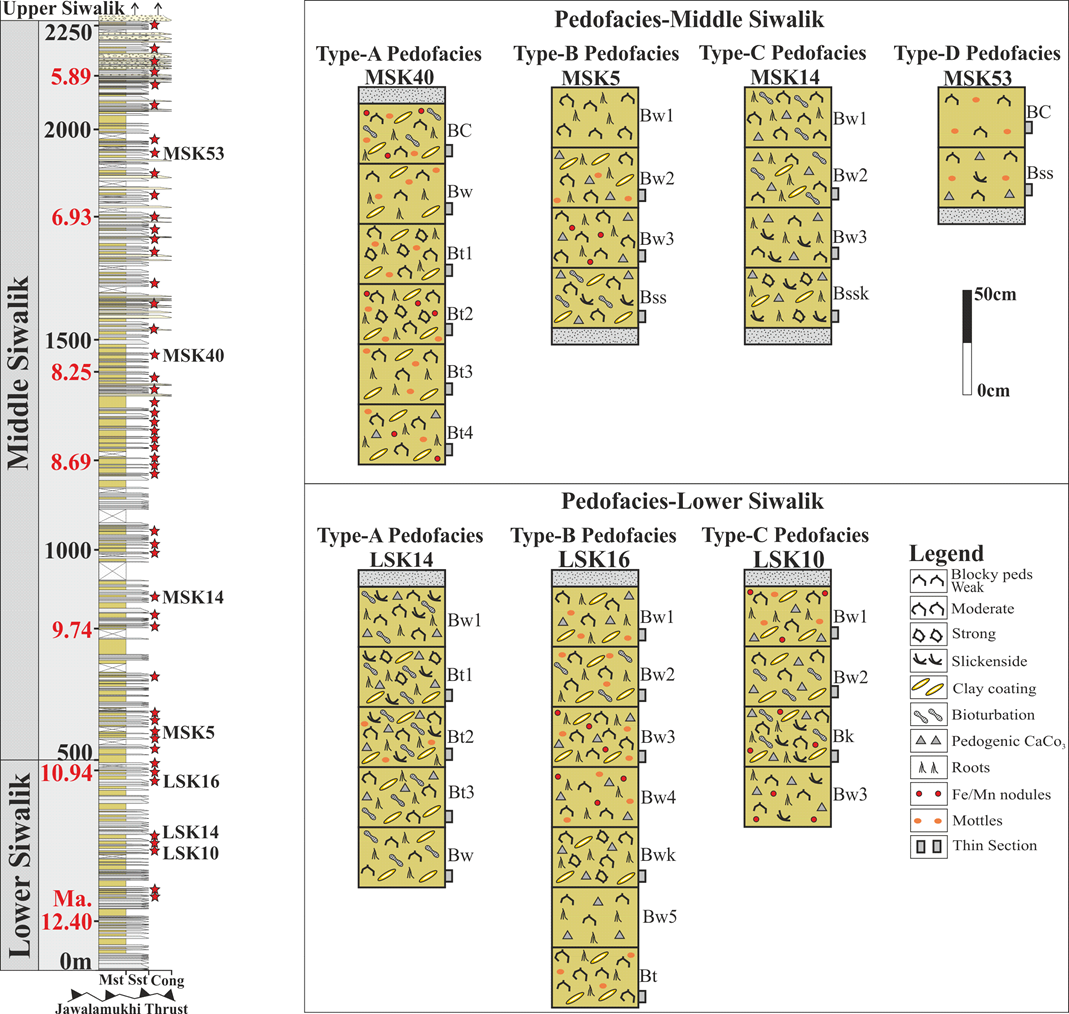 Upper Siwalik
2250
5.89
2000
MSK53
6.93
1500
MSK40
8.25
8.69
1000
MSK14
9.74
MSK5
500
10.94
LSK16
LSK14
LSK10
Ma.
12.40
0m
Middle Siwalik
Lower Siwalik
Mst Sst Cong
Jawalamukhi Thrust
Pedofacies-Middle Siwalik
Type-A Pedofacies
MSK40
BC
Bw
Bt1
Bt2
Bt3
Bt4
Type-B Pedofacies
MSK5
Bw1
Bw2
Bw3
Bss
Type-C Pedofacies
MSK14
Bw1
Bw2
Bw3
Bssk
Type-D Pedofacies
MSK53
BC
Bss
50cm
0cm
Pedofacies-Lower Siwalik
Type-A Pedofacies
LSK14
Bw1
Bt1
Bt2
Bt3
Bw
Type-B Pedofacies
LSK16
Bw1
Bw2
Bw3
Bw4
Bwk
Bw5
Bt
Type-C Pedofacies
LSK10
Bw1
Bw2
Bk
Bw3
Legend
Blocky peds
Weak
Moderate
Strong
Slickenside
Clay coating
Bioturbation
Pedogenic CaCo₃
Roots
Fe/Mn nodules
Mottles
Thin Section